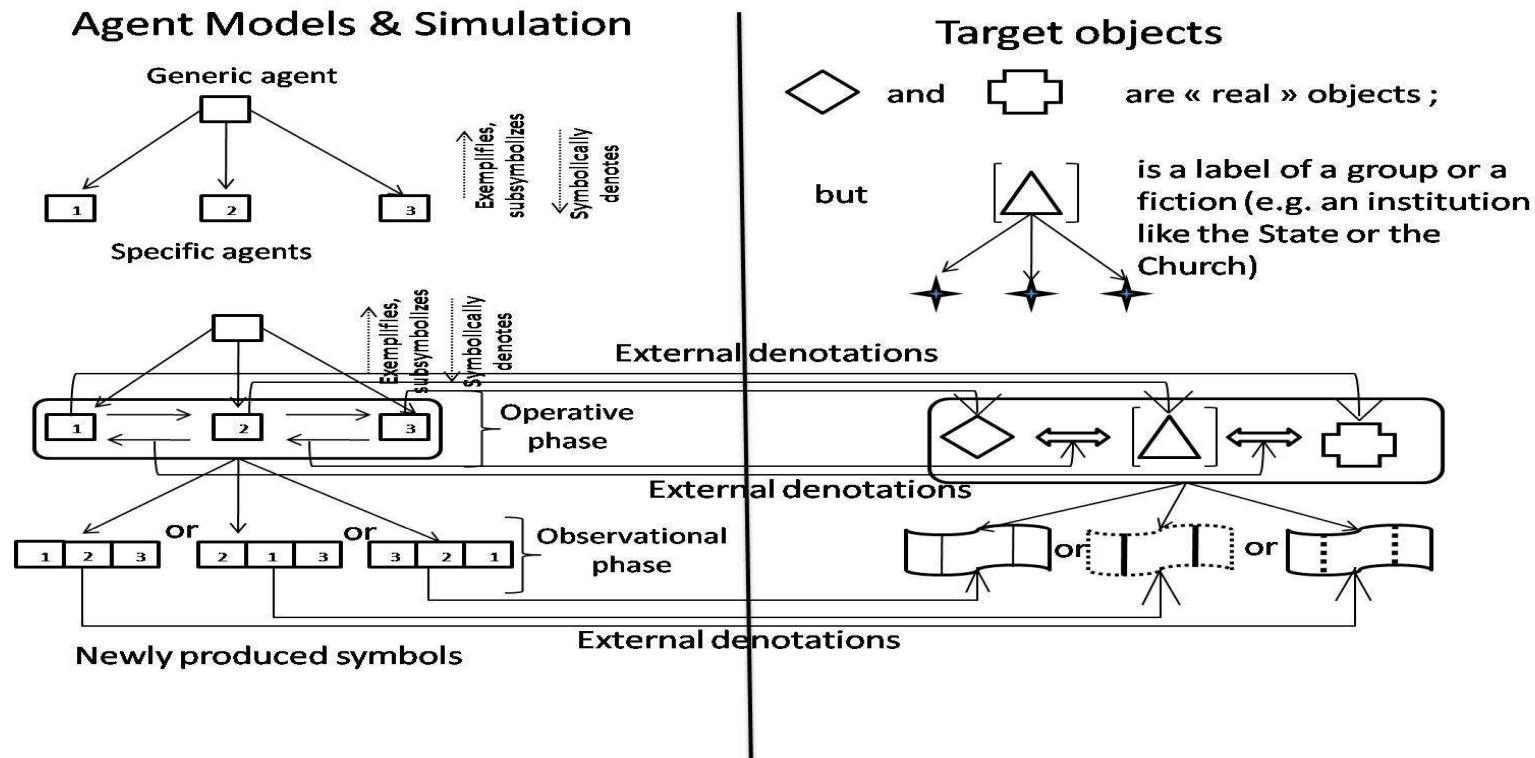 Agent Models & Simulation
Generic agent
1
2
3
Exemplifies,
subsymbolizes
Symbolically
denotes
Specific agents
Exemplifies,
subsymbolizes
Symbolically
denotes
1
2
3
Operative
phase
or
or
1 2 3
2 1 3
3 2 1
Observational
phase
Newly produced symbols
External denotations
External denotations
External denotations
Target objects
and
are « real » objects ;
but
is a label of a group or a
fiction (e.g. an institution
like the State or the
Church)
or
or